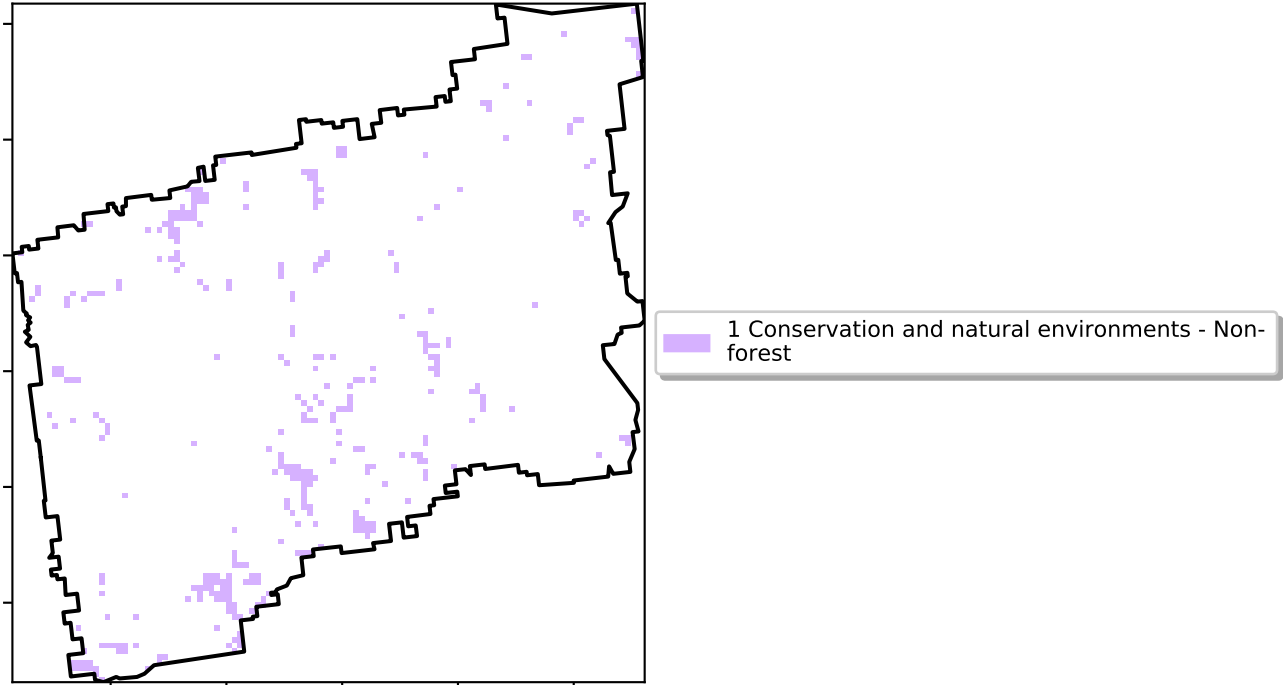 1 Conservation and natural environments - Non-
forest